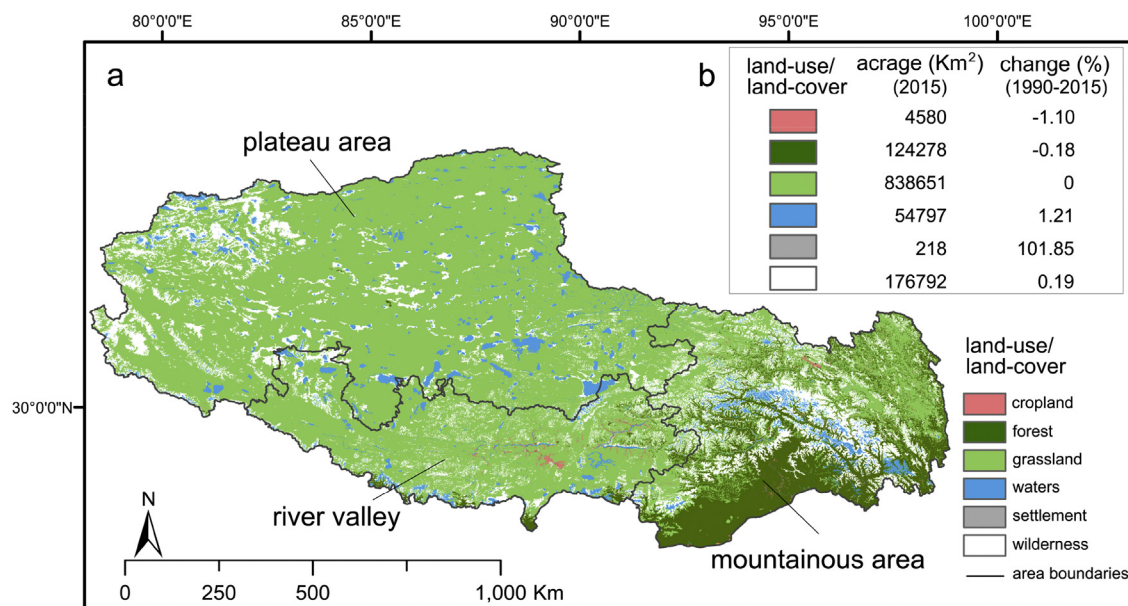 80°0'0"E 85°0'0"E 90°0'0"E 95°0'0"E 100°0'0"E
a
b
land-use/ acrage (Km²) change (%)
land-cover (2015) (1990-2015)
4580 -1.10
124278 -0.18
838651 0
54797 1.21
218 101.85
176792 0.19
plateau area
land-use/
land-cover
30°0'0"N
cropland
forest
grassland
waters
settlement
wilderness
area boundaries
river valley
mountainous area
N
0 250 500 1,000 Km